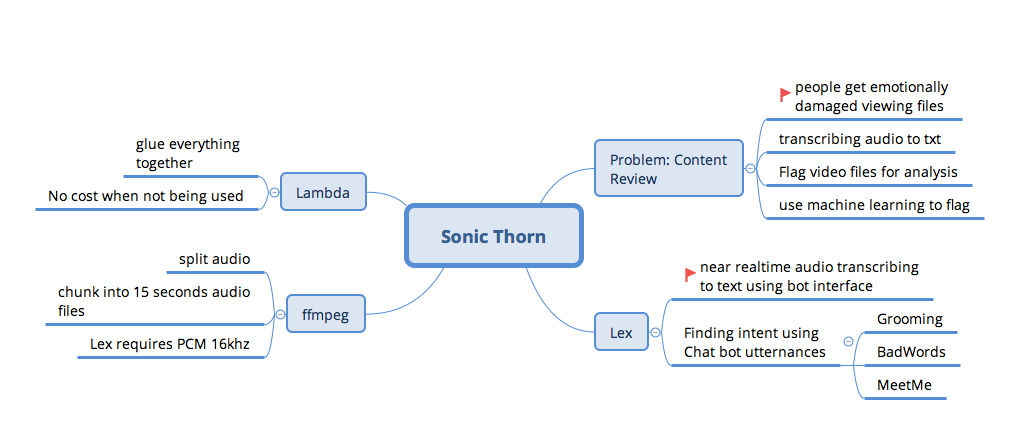 Sonic Thorn
Problem: Content
Review
people get emotionally
damaged viewing files
transcribing audio to txt
Flag video files for analysis
use machine learning to flag
Lex
near realtime audio transcribing
to text using bot interface
Finding intent using
Chat bot utternances
Grooming
BadWords
MeetMe
Lambda
glue everything
together
No cost when not being used
ffmpeg
split audio
chunk into 15 seconds audio
files
Lex requires PCM 16khz